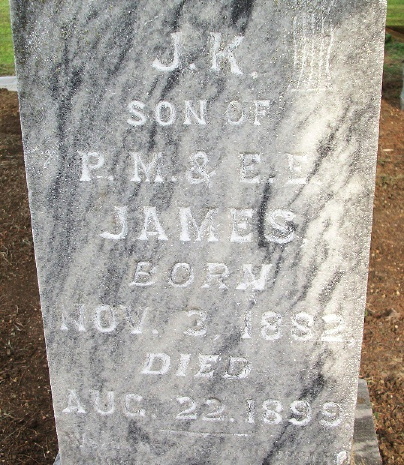 J. K.
SON OF
P. M. & E. E.
JAMES.
BORN
NOV. 3, 1882
DIED
AUG. 22, 1899